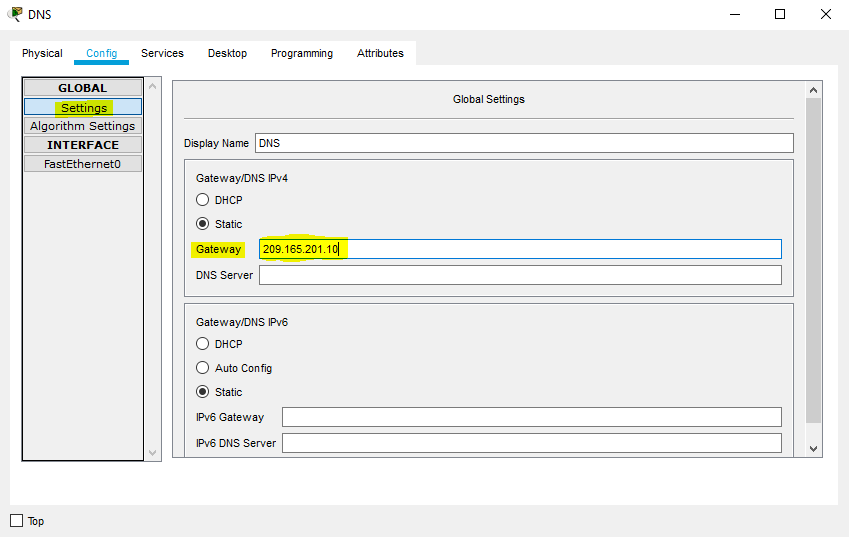 DNS
Physical Config Services Desktop Programming Attributes
GLOBAL
Settings
Algorithm Settings
INTERFACE
FastEthernet0
Global Settings
Display Name DNS
Gateway/DNS IPv4
DHCP
Static
Gateway 209.165.201.10
DNS Server
Gateway/DNS IPv6
DHCP
Auto Config
Static
IPv6 Gateway
IPv6 DNS Server
Top